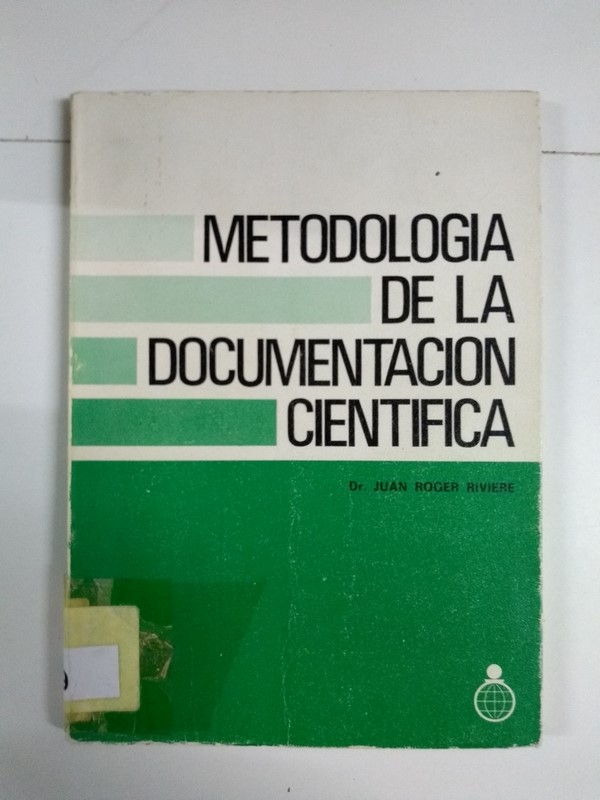 METODOLOGIA
DE LA
DOCUMENTACION
CIENTIFICA
Dr. JUAN ROGER RIVIERE